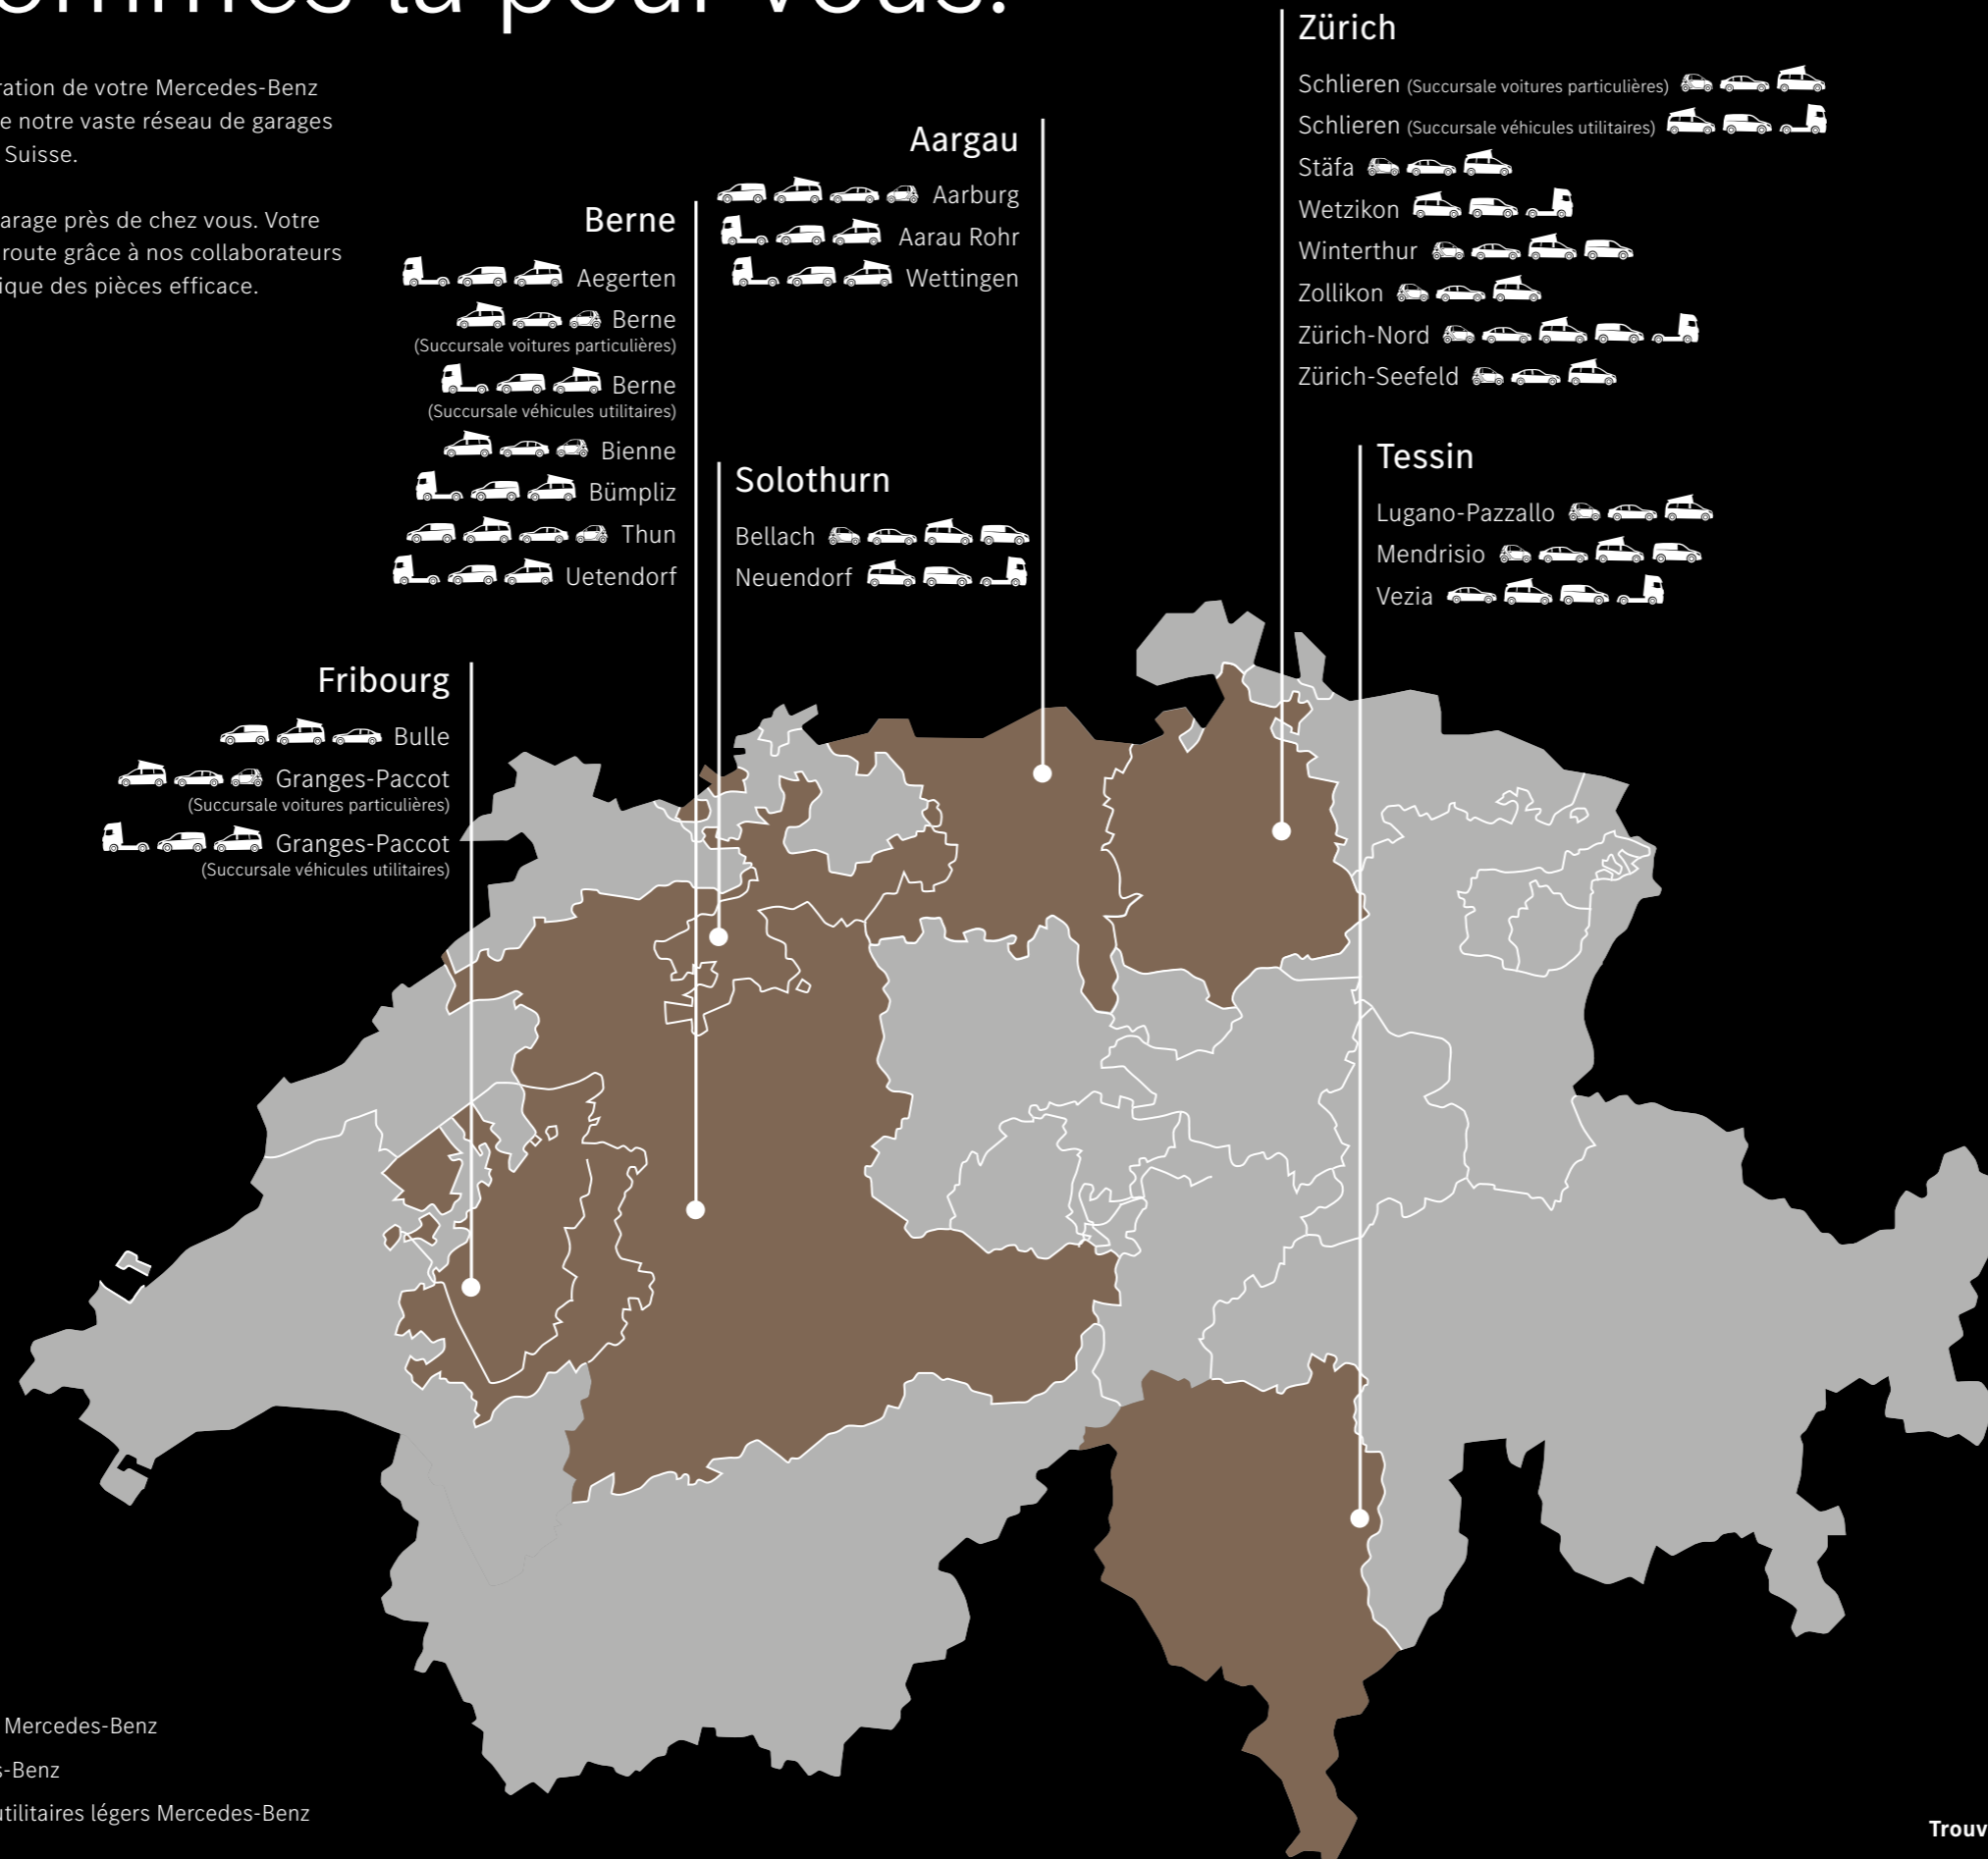 là pour vous.
de votre Mercedes-Benz
notre vaste réseau de garages
Suisse.
près de chez vous. Votre
route grâce à nos collaborateurs
des pièces efficace.
Zürich
Schlieren (Succursale voitures particulières)
Schlieren (Succursale véhicules utilitaires)
Stäfa
Wetzikon
Winterthur
Zollikon
Zürich-Nord
Zürich-Seefeld
Aargau
Aarburg
Aarau Rohr
Wettingen
Berne
Aegerten
Berne
(Succursale voitures particulières)
Berne
(Succursale véhicules utilitaires)
Bienne
Bümpliz
Thun
Uetendorf
Solothurn
Bellach
Neuendorf
Tessin
Lugano-Pazzallo
Mendrisio
Vezia
Fribourg
Bulle
Granges-Paccot
(Succursale voitures particulières)
Granges-Paccot
(Succursale véhicules utilitaires)
Mercedes-Benz
-Benz
utilitaires légers Mercedes-Benz
Trouv